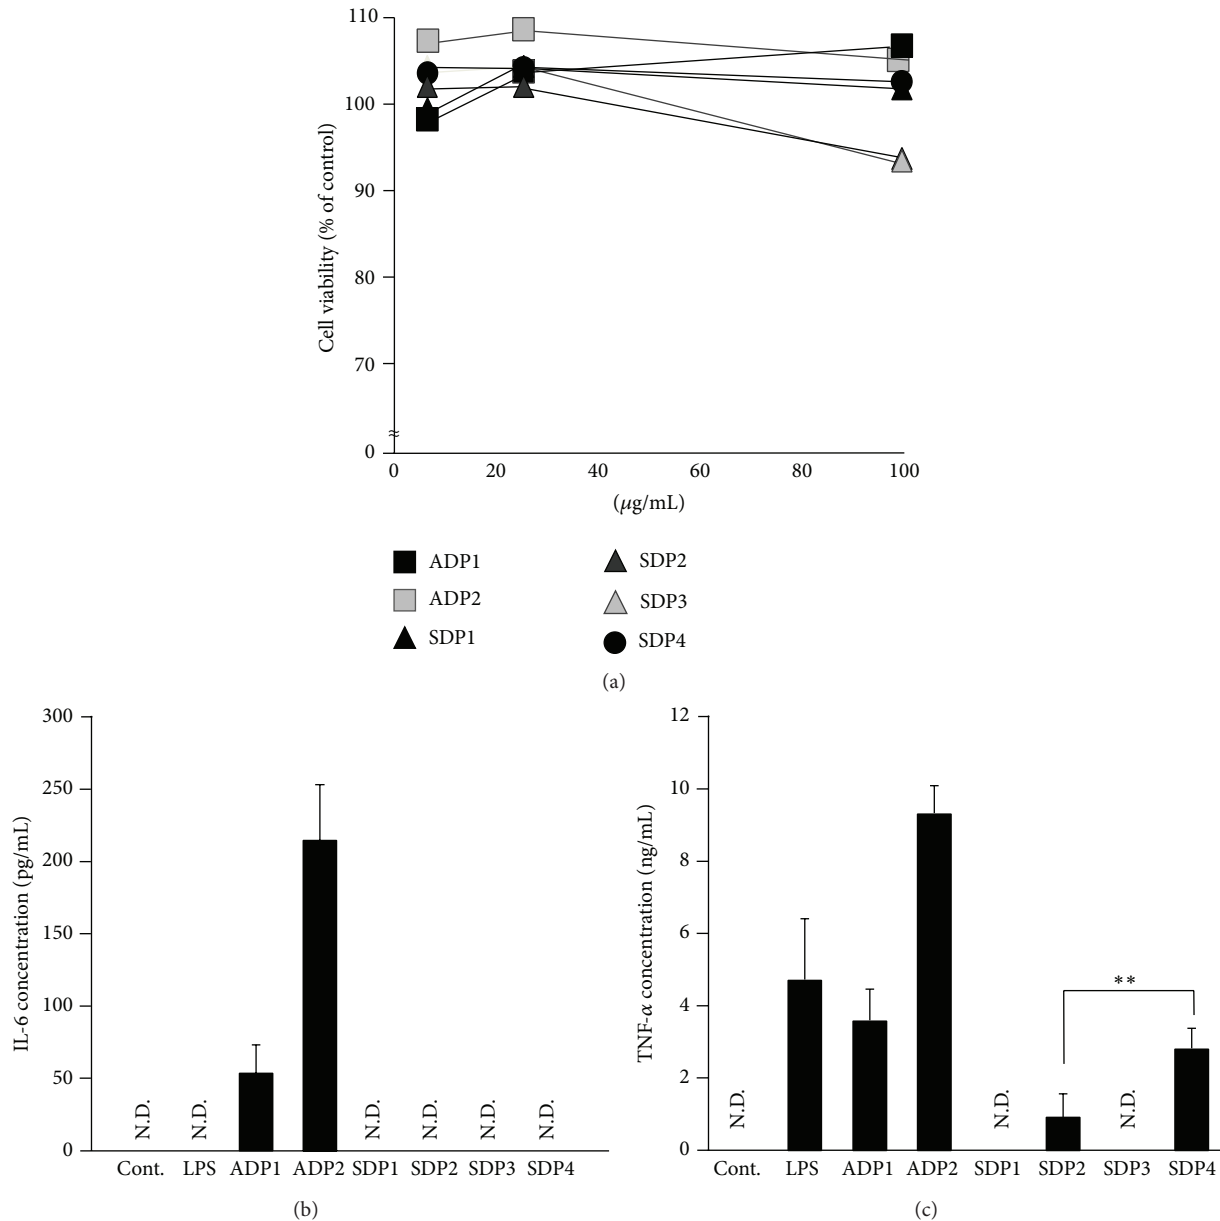 110
100
90
80
70
0
Cell viability (% of control)
0 20 40 60 80 100
(μg/mL)
ADP1 SDP2
ADP2 SDP3
SDP1 SDP4
(a)
300
250
200
150
100
50
0
IL-6 concentration (pg/mL)
N.D. N.D. N.D. N.D. N.D. N.D.
Cont. LPS ADP1 ADP2 SDP1 SDP2 SDP3 SDP4
(b)
12
10
8
6
4
2
0
TNF-α concentration (ng/mL)
**
N.D. N.D. N.D.
Cont. LPS ADP1 ADP2 SDP1 SDP2 SDP3 SDP4
(c)